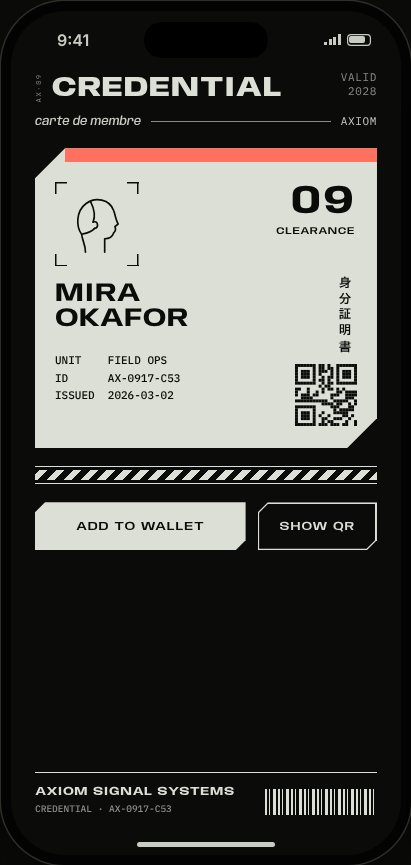 9:41
AX·09
CREDENTIAL
VALID
2028
carte de membre
AXIOM
09
CLEARANCE
MIRA
OKAFOR
身分証明書
UNIT FIELD OPS
ID AX-0917-C53
ISSUED 2026-03-02
ADD TO WALLET
SHOW QR
AXIOM SIGNAL SYSTEMS
CREDENTIAL · AX-0917-C53